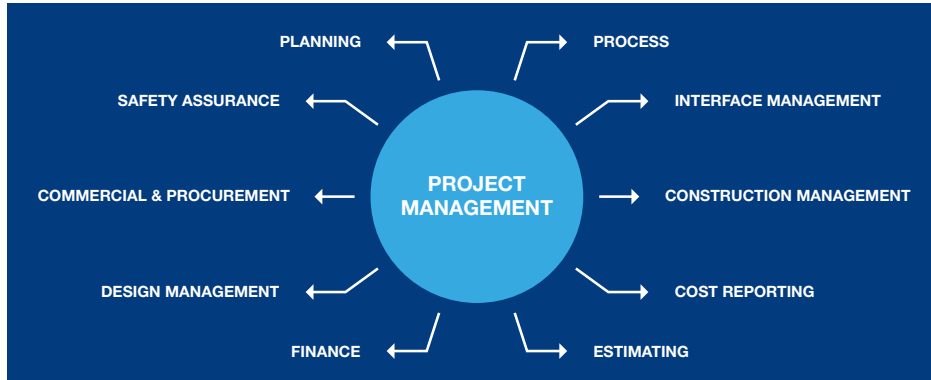 PLANNING
PROCESS
SAFETY ASSURANCE
INTERFACE MANAGEMENT
COMMERCIAL & PROCUREMENT
PROJECT
MANAGEMENT
CONSTRUCTION MANAGEMENT
DESIGN MANAGEMENT
COST REPORTING
FINANCE
ESTIMATING